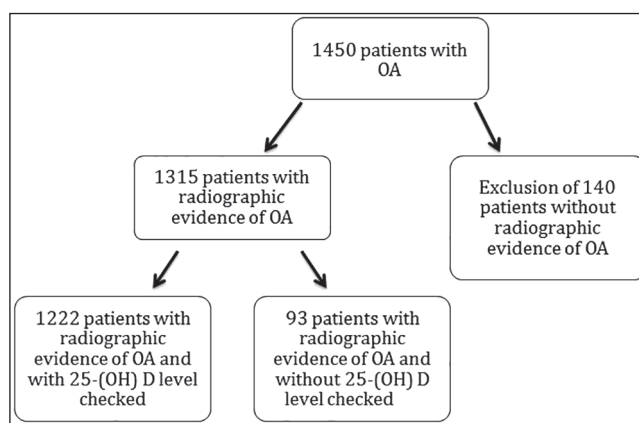 1450 patients with
OA
1315 patients with
radiographic
evidence of OA
Exclusion of 140
patients without
radiographic
evidence of OA
1222 patients with
radiographic
evidence of OA and
with 25-(OH) D level
checked
93 patients with
radiographic
evidence of OA and
without 25-(OH) D
level checked